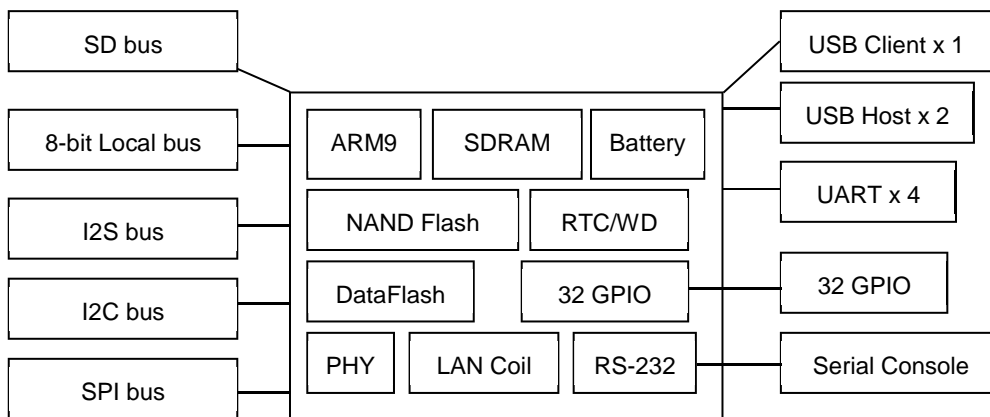 SD bus
8-bit Local bus
I2S bus
I2C bus
SPI bus
ARM9
SDRAM
Battery
NAND Flash
RTC/WD
DataFlash
32 GPIO
PHY
LAN Coil
RS-232
USB Client x 1
USB Host x 2
UART x 4
32 GPIO
Serial Console